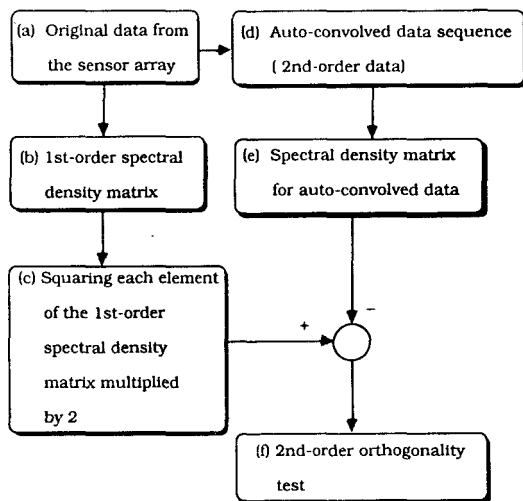 (a) Original data from
the sensor array
(d) Auto-convolved data sequence
( 2nd-order data)
(b) 1st-order spectral
density matrix
(e) Spectral density matrix
for auto-convolved data
(c) Squaring each element
of the 1st-order
spectral density
matrix multiplied
by 2
+
-
(f) 2nd-order orthogonality
test